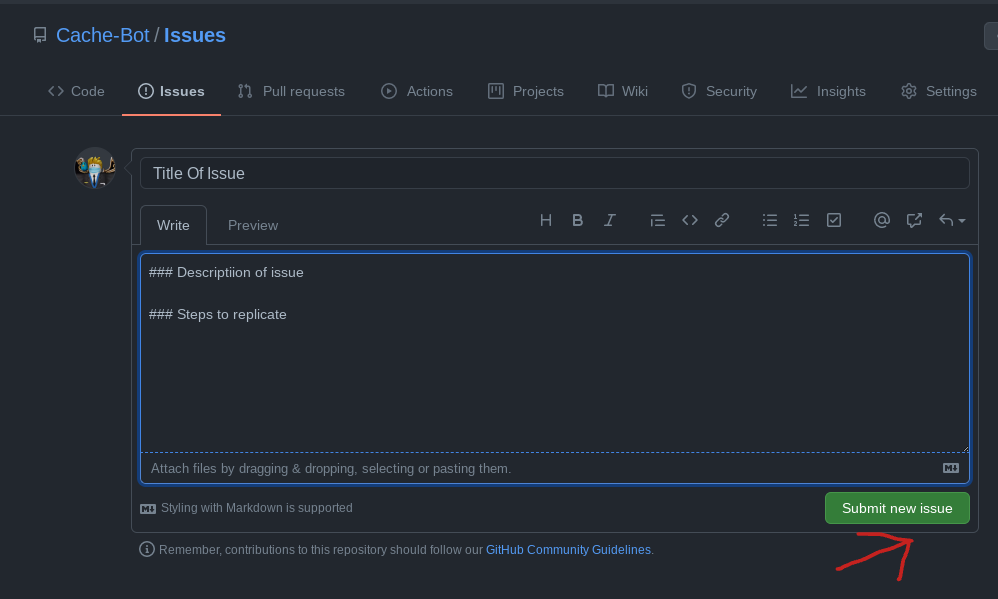 Cache-Bot / Issues
Code Issues Pull requests Actions Projects Wiki Security Insights Settings
Title Of Issue
Write Preview
### Descriptiion of issue
### Steps to replicate
Attach files by dragging & dropping, selecting or pasting them.
Styling with Markdown is supported Submit new issue
Remember, contributions to this repository should follow our GitHub Community Guidelines.